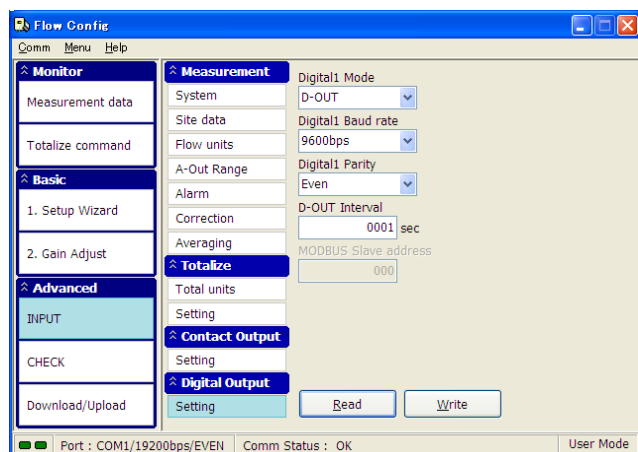 Flow Config
Comm Menu Help
Monitor
Measurement data
Totalize command
Basic
1. Setup Wizard
2. Gain Adjust
Advanced
INPUT
CHECK
Download/Upload
Measurement
System
Site data
Flow units
A-Out Range
Alarm
Correction
Averaging
Totalize
Total units
Setting
Contact Output
Setting
Digital Output
Setting
Digital1 Mode
D-OUT
Digital1 Baud rate
9600bps
Digital1 Parity
Even
D-OUT Interval
0001 sec
MODBUS Slave address
000
Read Write
Port : COM1/19200bps/EVEN Comm Status : OK User Mode